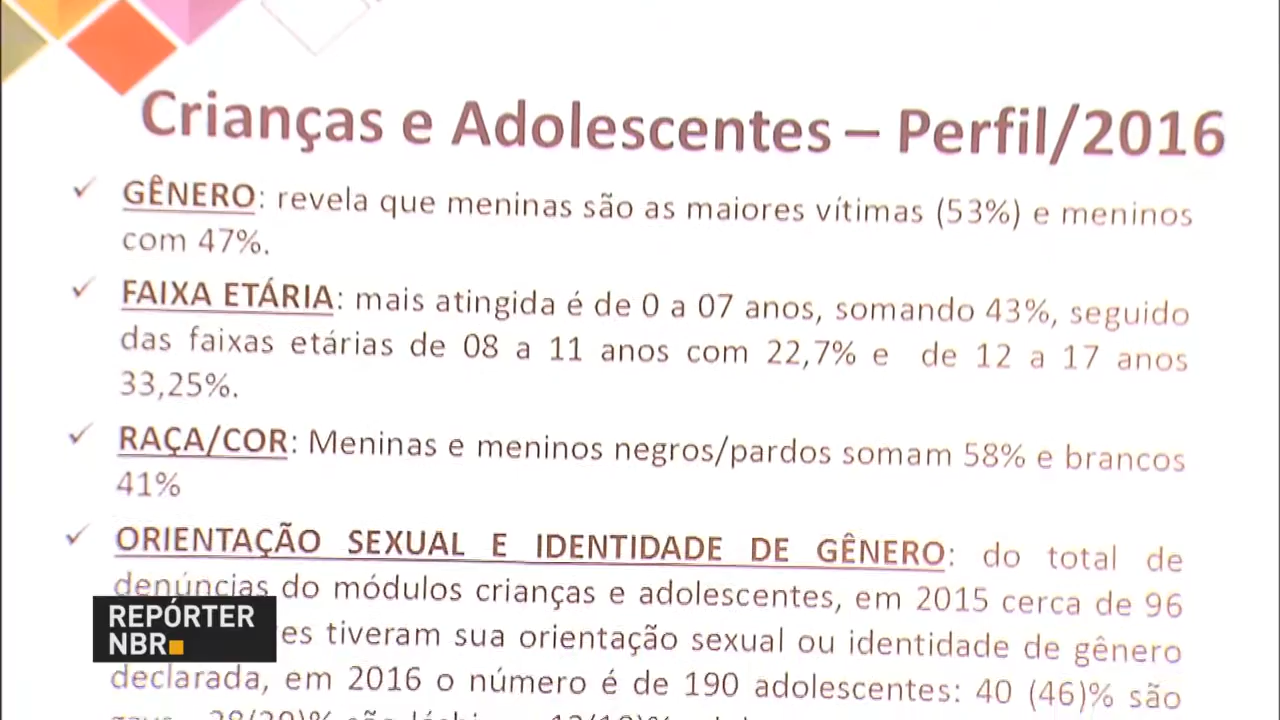 Crianças e Adolescentes – Perfil/2016
✓ GÊNERO: revela que meninas são as maiores vítimas (53%) e meninos
com 47%.
✓ FAIXA ETÁRIA: mais atingida é de 0 a 07 anos, somando 43%, seguido
das faixas etárias de 08 a 11 anos com 22,7% e de 12 a 17 anos
33,25%.
✓ RAÇA/COR: Meninas e meninos negros/pardos somam 58% e brancos
41%
✓ ORIENTAÇÃO SEXUAL E IDENTIDADE DE GÊNERO: do total de
denúncias do módulos crianças e adolescentes, em 2015 cerca de 96
es tiveram sua orientação sexual ou identidade de gênero
declarada, em 2016 o número é de 190 adolescentes: 40 (46)% são
REPÓRTER
NBR